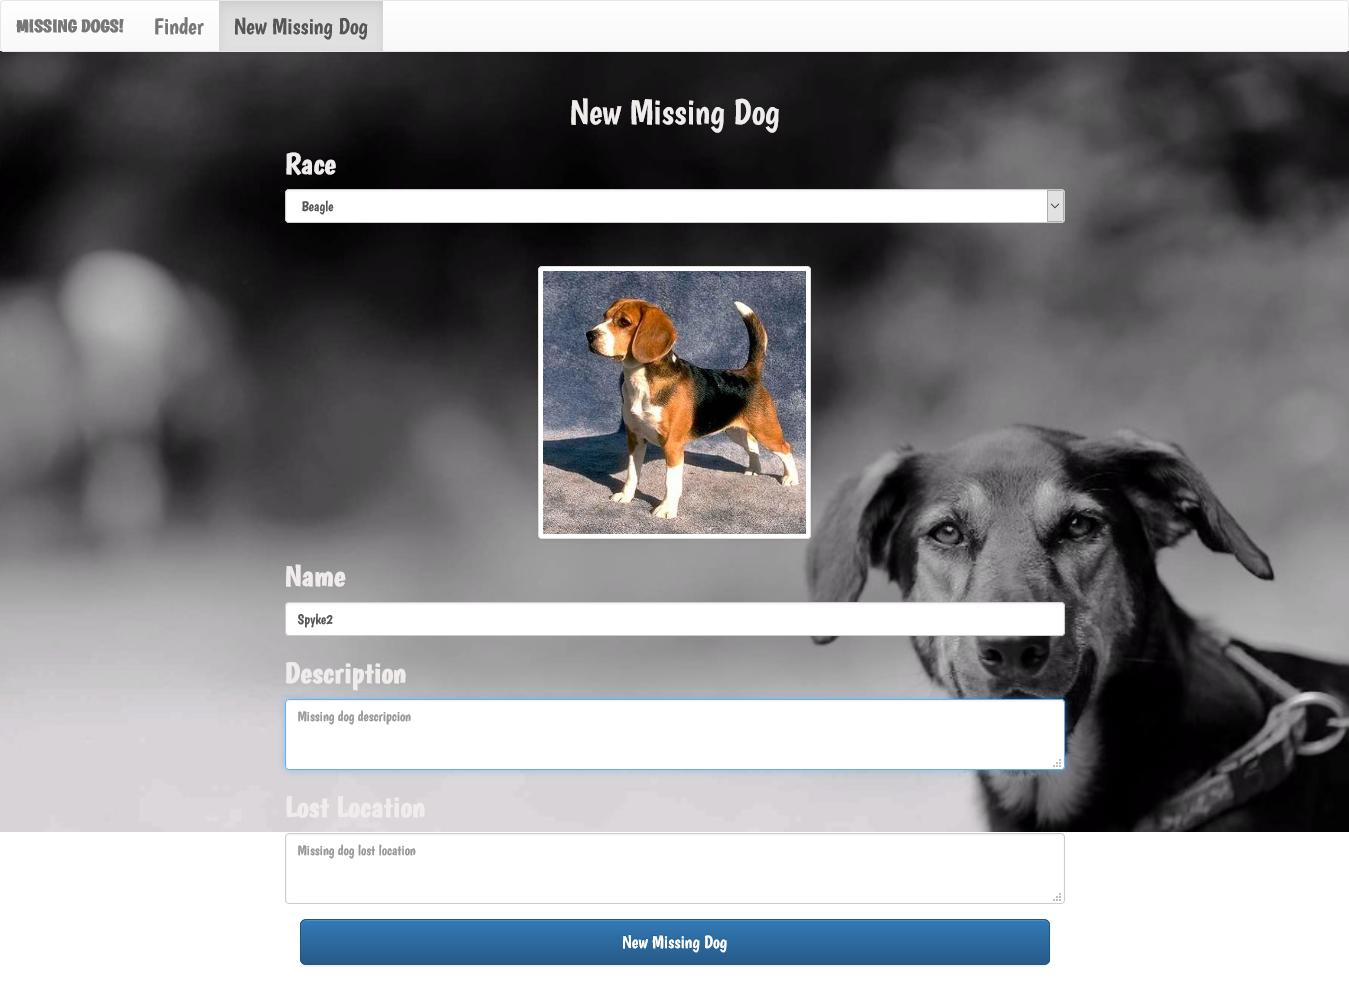 MISSING DOGS! Finder New Missing Dog
New Missing Dog
Race
Beagle
Name
Spyke2
Description
Missing dog descripcion
Lost Location
Missing dog lost location
New Missing Dog